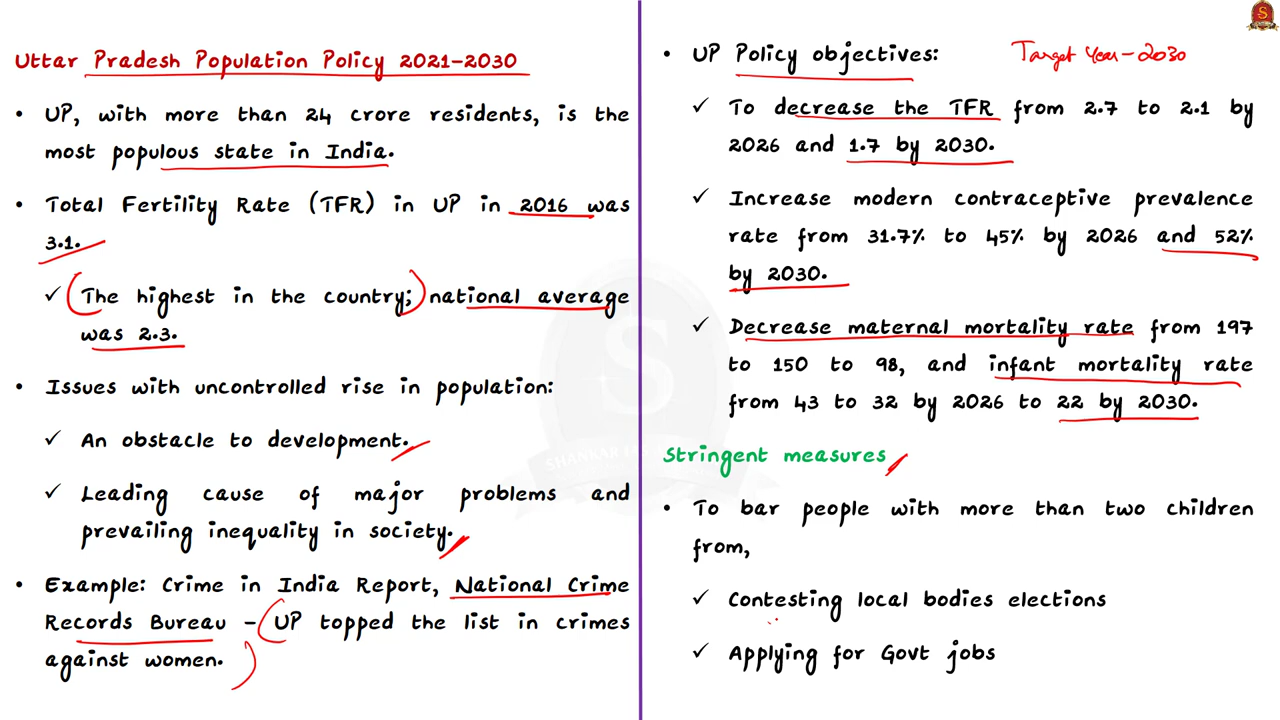 Uttar Pradesh Population Policy 2021-2030
• UP, with more than 24 crore residents, is the
most populous state in India.
• Total Fertility Rate (TFR) in UP in 2016 was
3.1.
✓ The highest in the country; national average
was 2.3.
• Issues with uncontrolled rise in population:
✓ An obstacle to development.
✓ Leading cause of major problems and
prevailing inequality in society.
• Example: Crime in India Report, National Crime
Records Bureau – UP topped the list in crimes
against women.
• UP Policy objectives:
Target Year-2030
✓ To decrease the TFR from 2.7 to 2.1 by
2026 and 1.7 by 2030.
✓ Increase modern contraceptive prevalence
rate from 31.7% to 45% by 2026 and 52%
by 2030.
✓ Decrease maternal mortality rate from 197
to 150 to 98, and infant mortality rate
from 43 to 32 by 2026 to 22 by 2030.
Stringent measures
• To bar people with more than two children
from,
✓ Contesting local bodies elections
✓ Applying for Govt jobs
S
SHANKAR